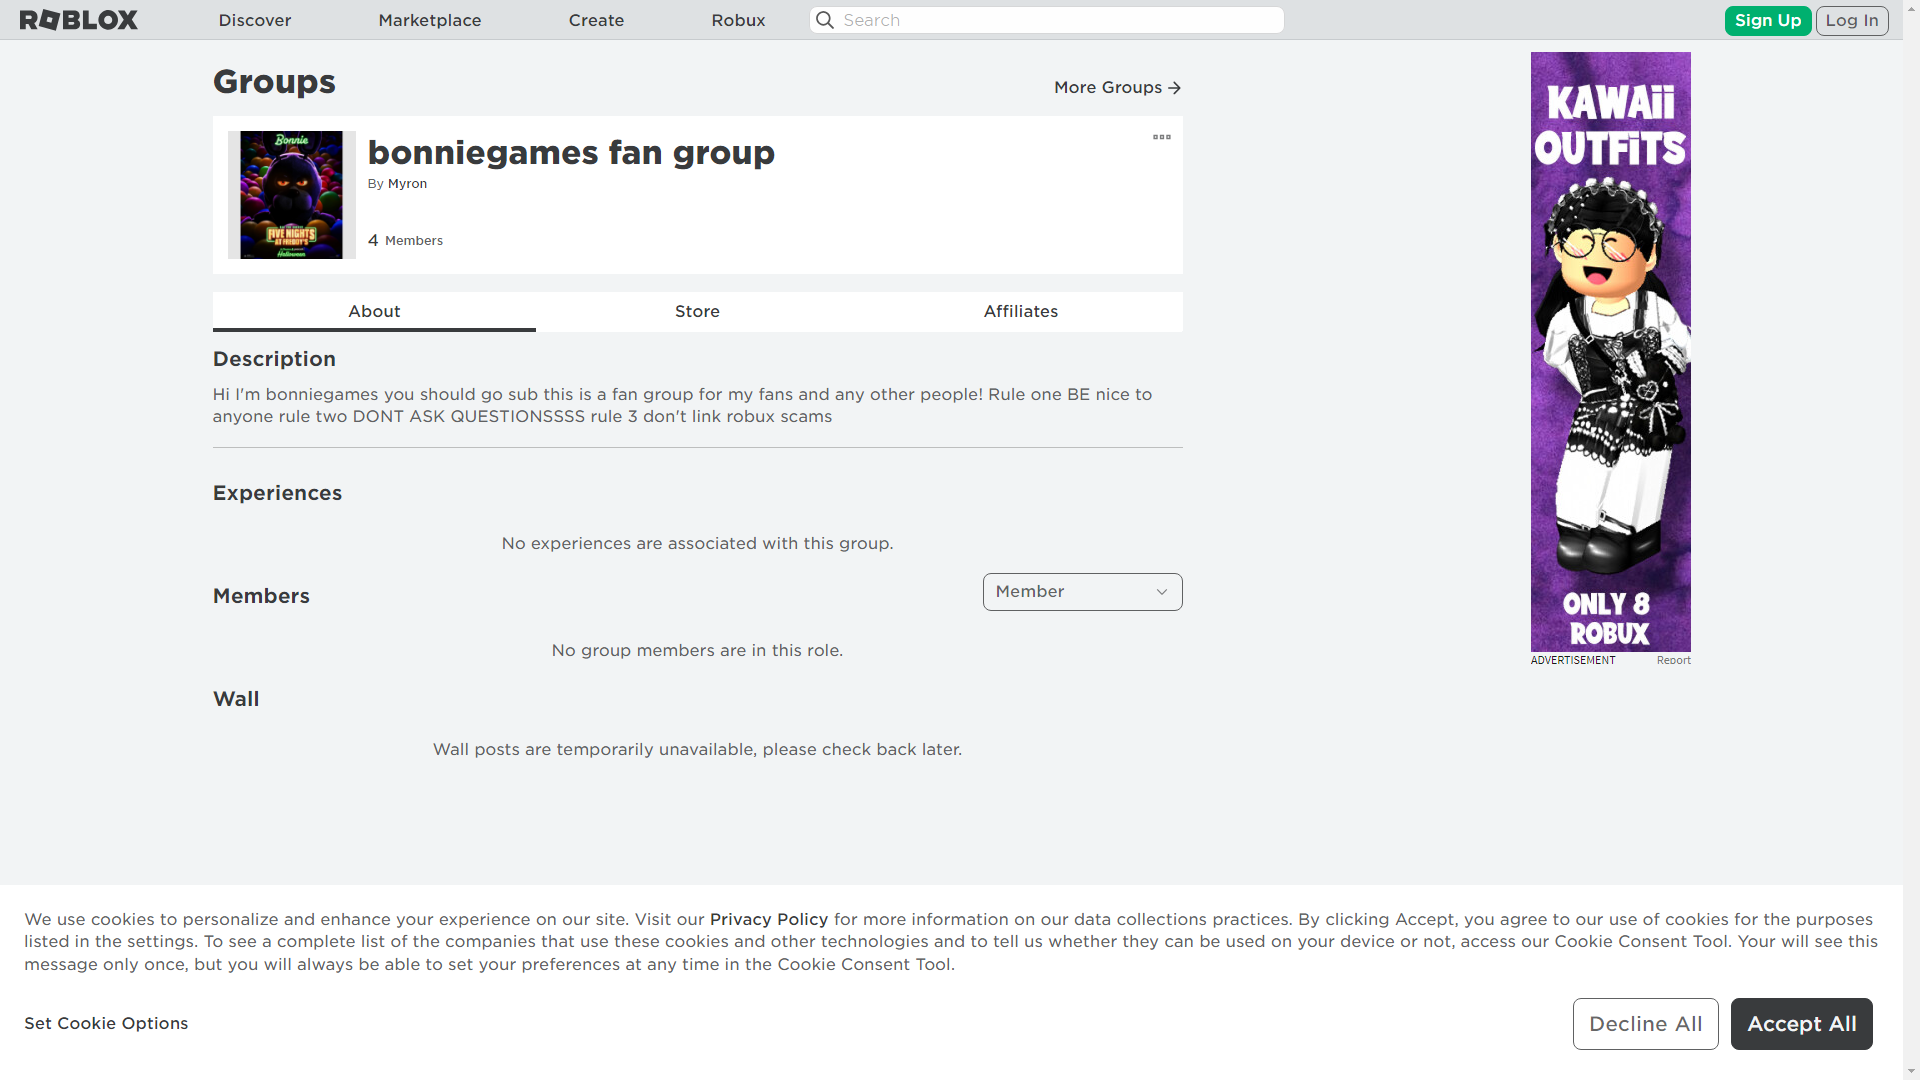 ROBLOX
Discover
Marketplace
Create
Robux
Search
Sign Up
Log In
Groups
More Groups
Bonnie
FIVE NIGHTS
AT FREDDY'S
Halloween
bonniegames fan group
By Myron
4 Members
About
Store
Affiliates
Description
Hi I'm bonniegames you should go sub this is a fan group for my fans and any other people! Rule one BE nice to
anyone rule two DONT ASK QUESTIONSSSS rule 3 don't link robux scams
Experiences
No experiences are associated with this group.
Members
Member
No group members are in this role.
Wall
Wall posts are temporarily unavailable, please check back later.
KAWAii
OUTFiTS
ONLY 8
ROBUX
ADVERTISEMENT
Report
We use cookies to personalize and enhance your experience on our site. Visit our Privacy Policy for more information on our data collections practices. By clicking Accept, you agree to our use of cookies for the purposes
listed in the settings. To see a complete list of the companies that use these cookies and other technologies and to tell us whether they can be used on your device or not, access our Cookie Consent Tool. Your will see this
message only once, but you will always be able to set your preferences at any time in the Cookie Consent Tool.
Set Cookie Options
Decline All
Accept All